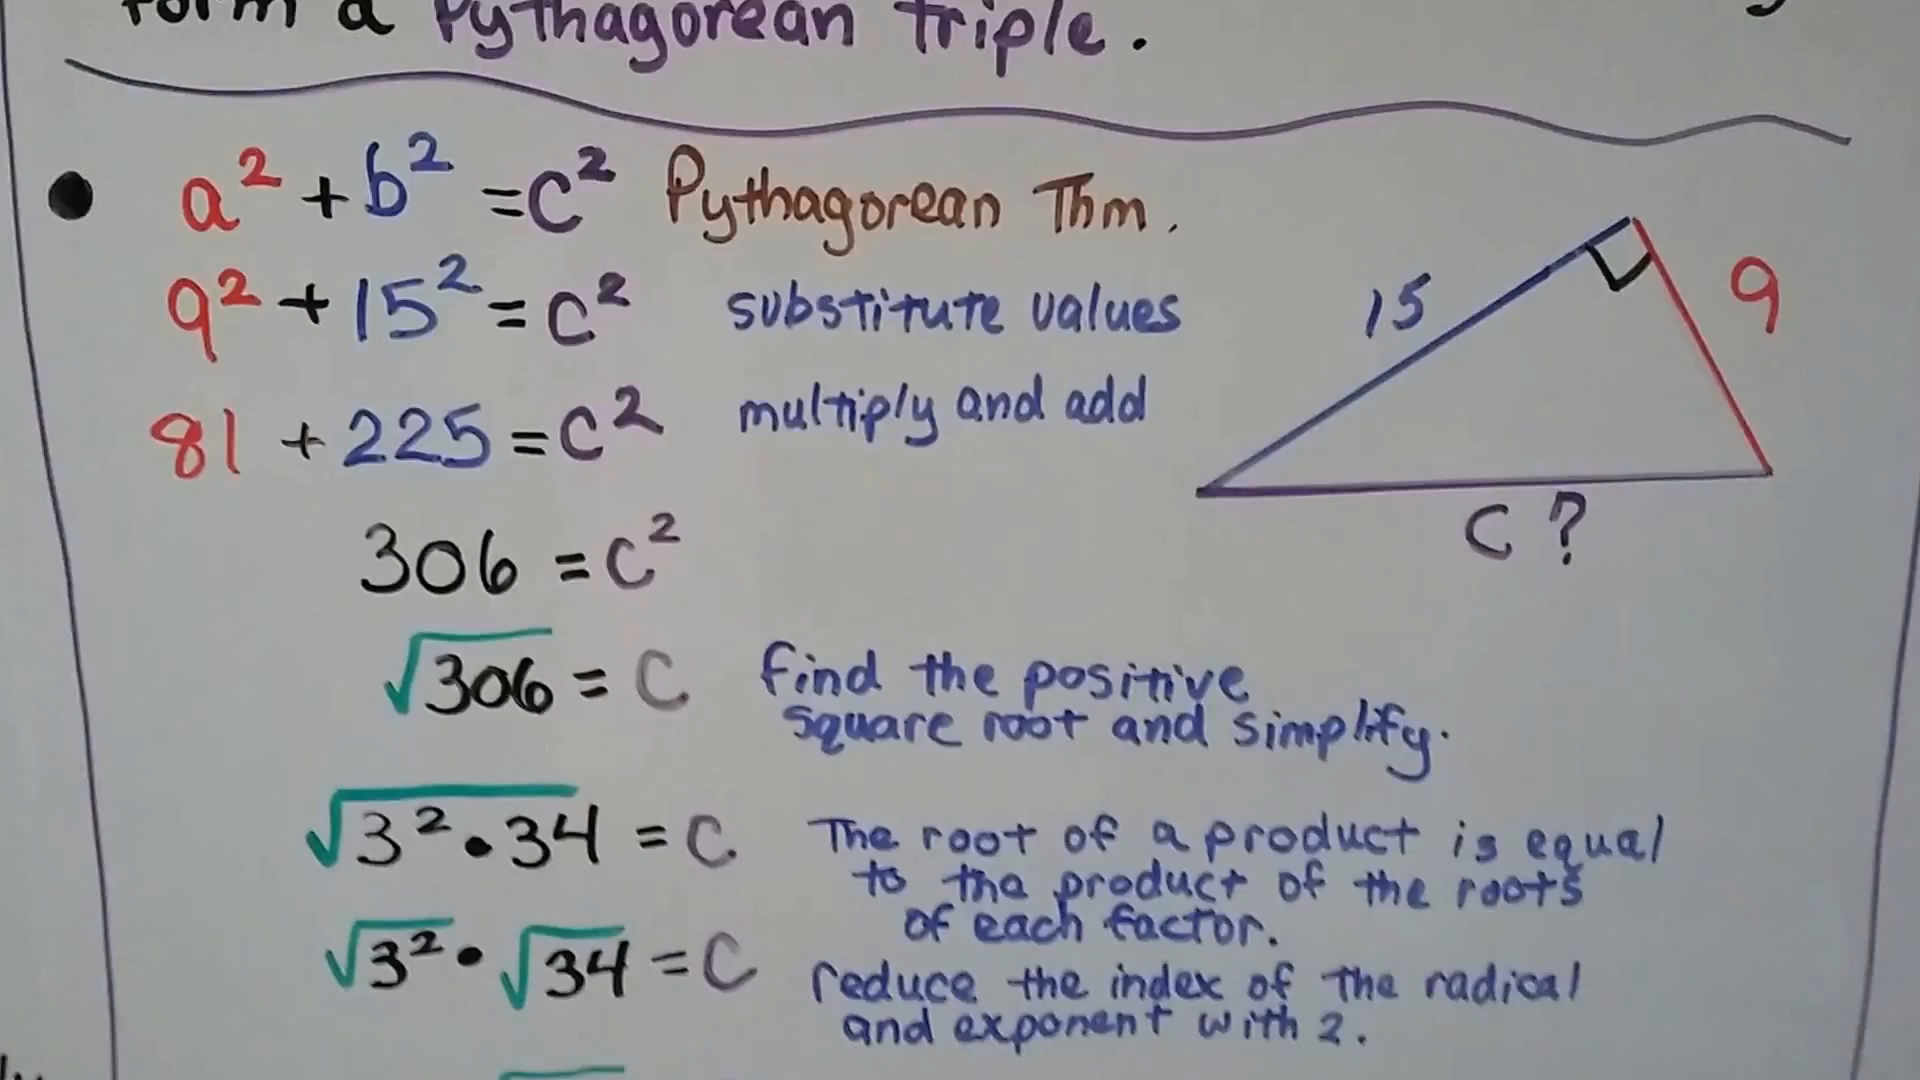 form a Pythagorean triple.
a² + b² = c² Pythagorean Thm.
9² + 15² = c² substitute values
81 + 225 = c² multiply and add
306 = c²
√306 = c find the positive
square root and simplify.
√3²•34 = c The root of a product is equal
to the product of the roots
of each factor.
√3² • √34 = c reduce the index of the radical
and exponent with 2.
15
9
C ?